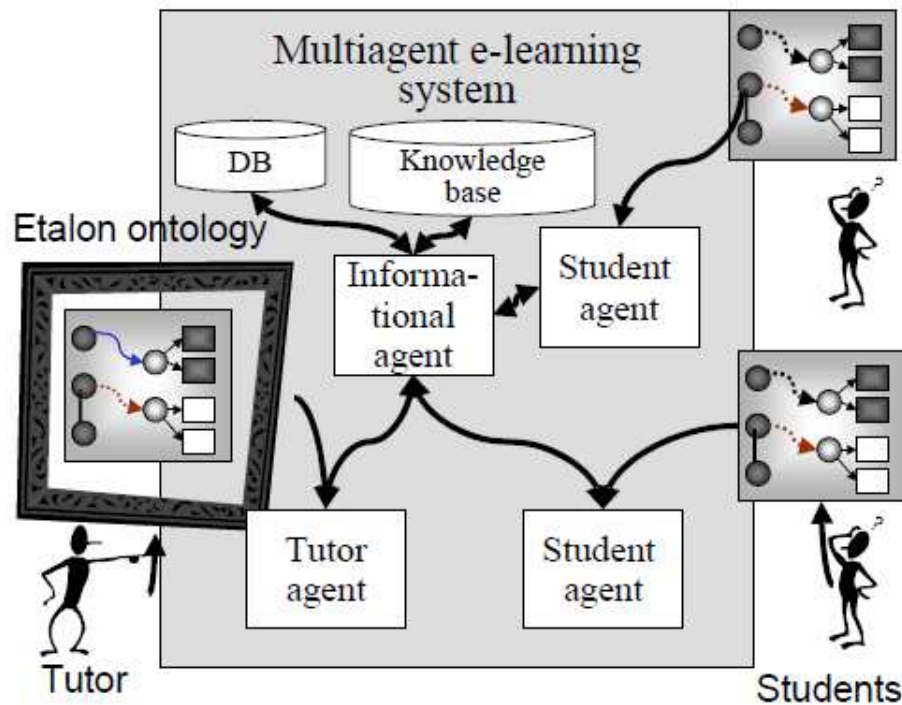 Multiagent e-learning
system
DB
Knowledge
base
Etalon ontology
Informa-
tional
agent
Student
agent
Tutor
agent
Student
agent
Tutor
Students
?
?